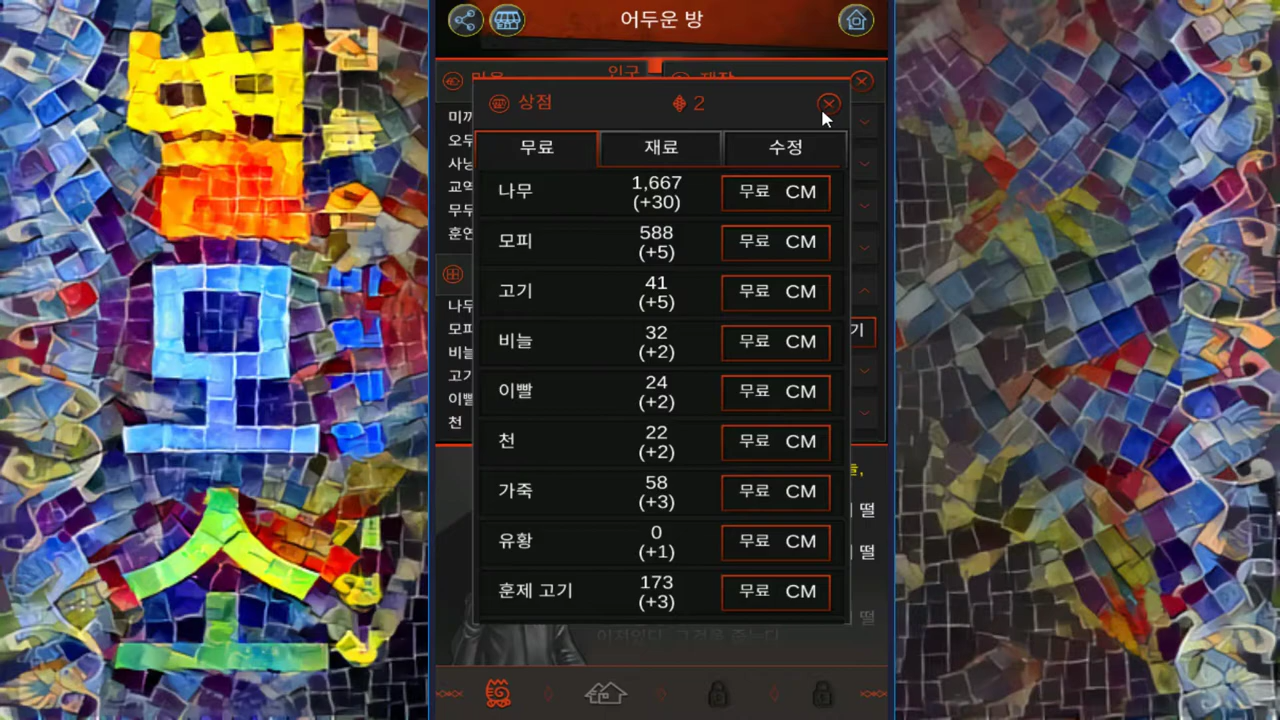 어두운 방
인구
상점
2
무료 재료 수정
나무 1,667 (+30) 무료 CM
모피 588 (+5) 무료 CM
고기 41 (+5) 무료 CM
비늘 32 (+2) 무료 CM
이빨 24 (+2) 무료 CM
천 22 (+2) 무료 CM
가죽 58 (+3) 무료 CM
유황 0 (+1) 무료 CM
훈제 고기 173 (+3) 무료 CM
미끼
사냥
교역
훈련
나무
모피
비늘
고기
이빨
천
기
떨
떨
떨